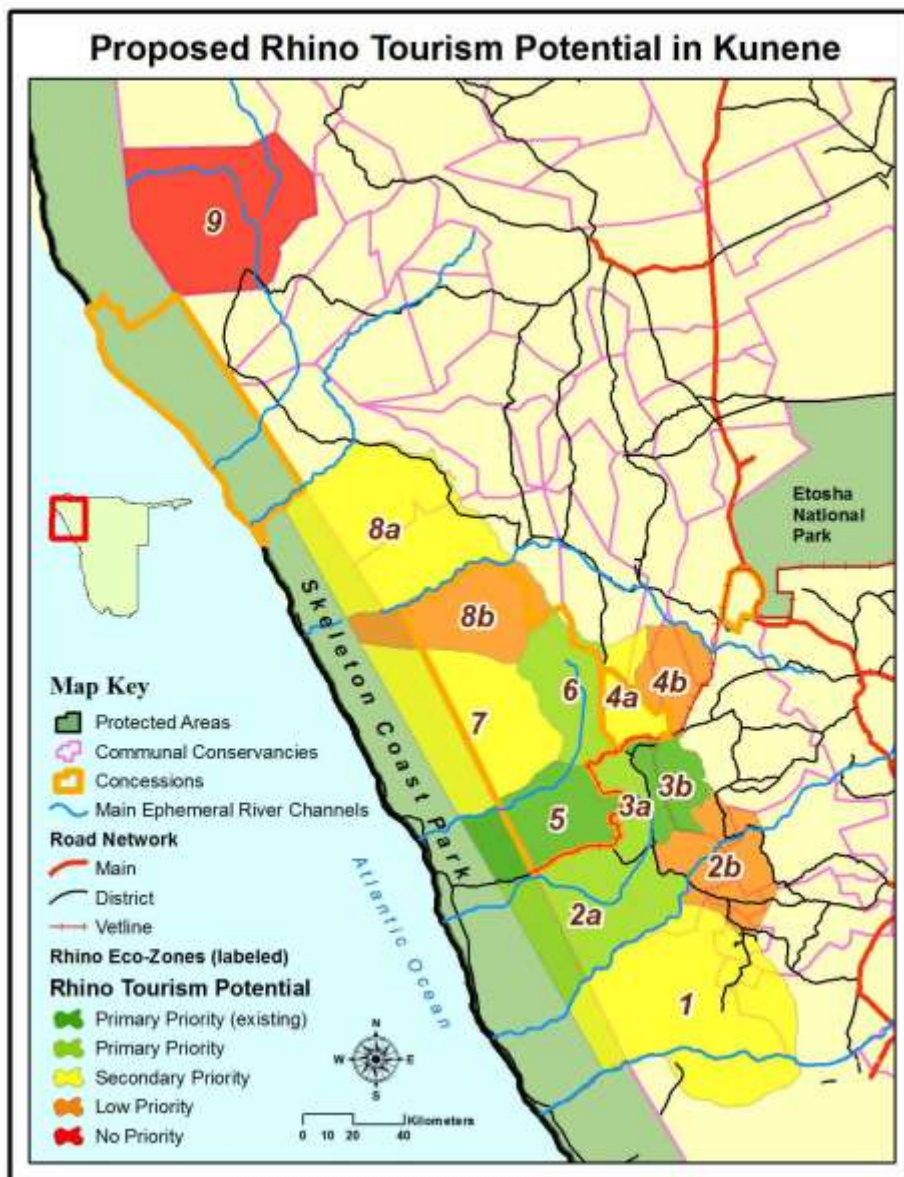 Proposed Rhino Tourism Potential in Kunene
9
Etosha
National
Park
8a
8b
Skeleton Coast Park
7
6
4a
4b
3b
3a
5
2b
2a
1
Atlantic Ocean
Map Key
Protected Areas
Communal Conservancies
Concessions
Main Ephemeral River Channels
Road Network
Main
District
Vetline
Rhino Eco-Zones (labeled)
Rhino Tourism Potential
Primary Priority (existing)
Primary Priority
Secondary Priority
Low Priority
No Priority
N
W E
S
Kilometers
0 10 20 40